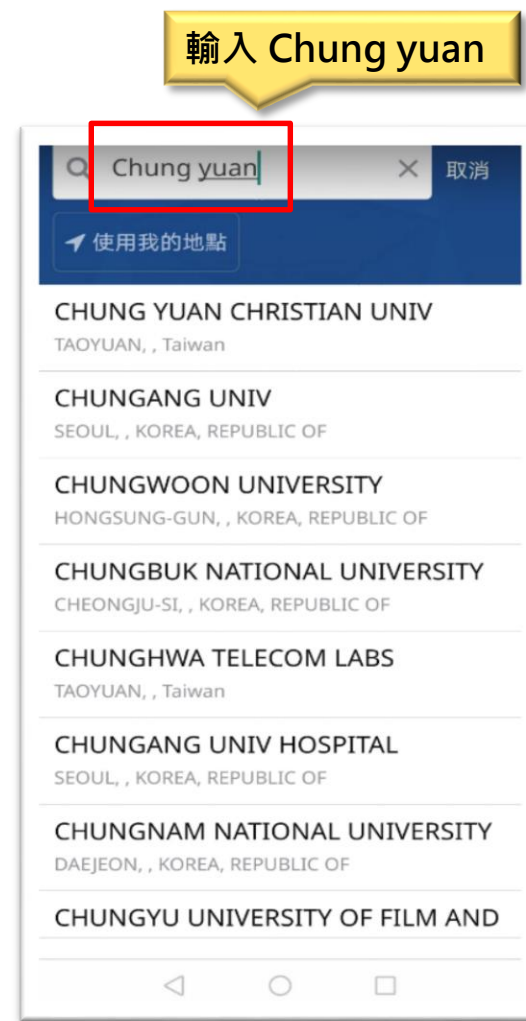 輸入 Chung yuan
Chung yuan 取消
使用我的地點
CHUNG YUAN CHRISTIAN UNIV
TAOYUAN, , Taiwan
CHUNGANG UNIV
SEOUL, , KOREA, REPUBLIC OF
CHUNGWOON UNIVERSITY
HONGSUNG-GUN, , KOREA, REPUBLIC OF
CHUNGBUK NATIONAL UNIVERSITY
CHEONGJU-SI, , KOREA, REPUBLIC OF
CHUNGHWA TELECOM LABS
TAOYUAN, , Taiwan
CHUNGANG UNIV HOSPITAL
SEOUL, , KOREA, REPUBLIC OF
CHUNGNAM NATIONAL UNIVERSITY
DAEJEON, , KOREA, REPUBLIC OF
CHUNGYU UNIVERSITY OF FILM AND